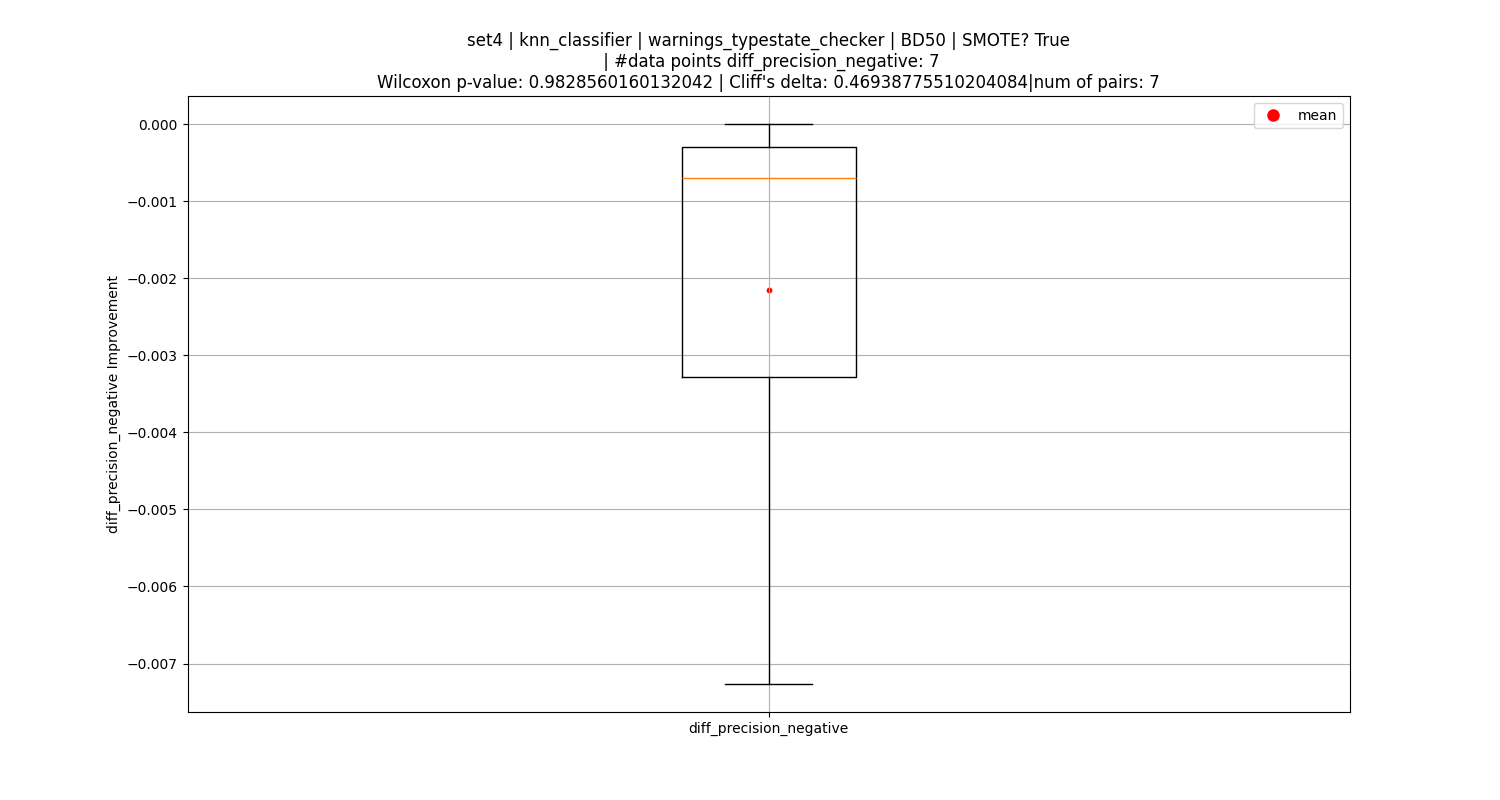 set4 | knn_classifier | warnings_typestate_checker | BD50 | SMOTE? True
| #data points diff_precision_negative: 7
Wilcoxon p-value: 0.9828560160132042 | Cliff's delta: 0.46938775510204084|num of pairs: 7
mean
0.000
−0.001
−0.002
−0.003
−0.004
−0.005
−0.006
−0.007
diff_precision_negative Improvement
diff_precision_negative